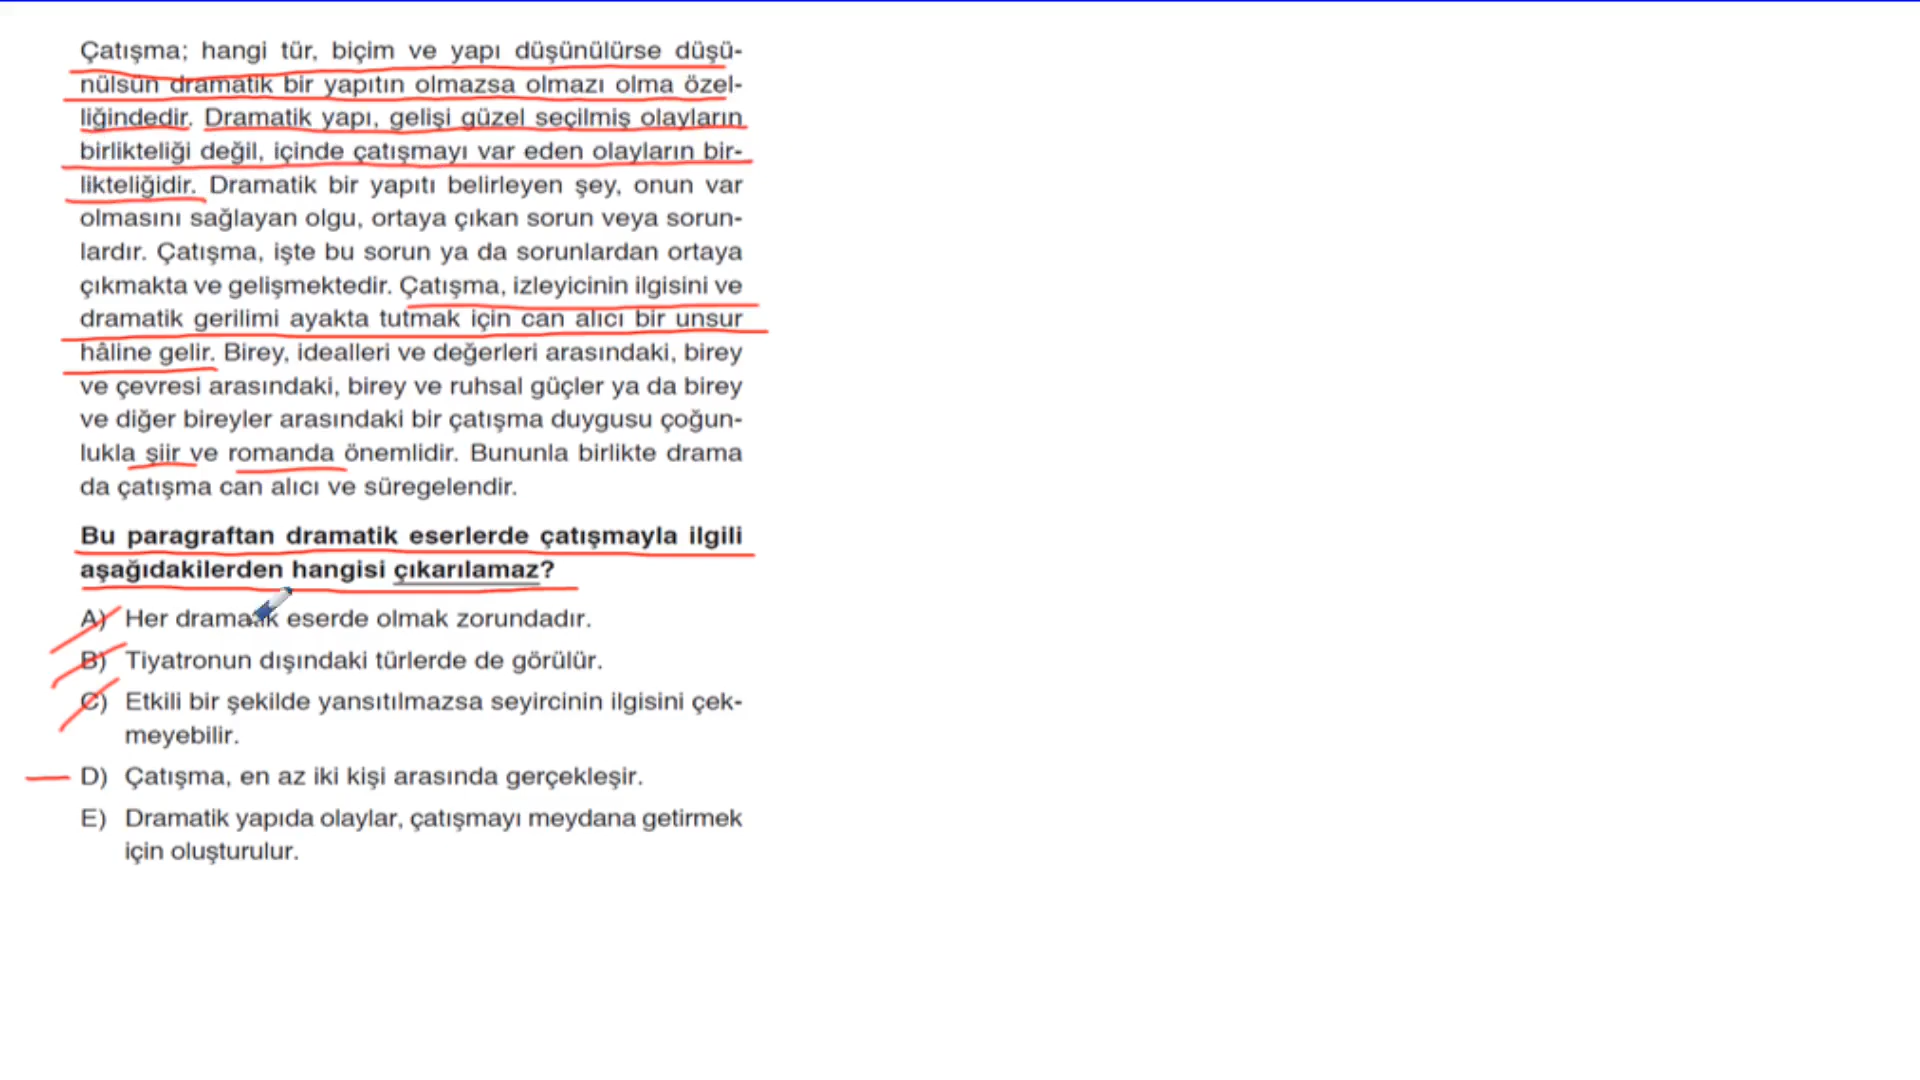 Çatışma; hangi tür, biçim ve yapı düşünülürse düşü-
nülsün dramatik bir yapıtın olmazsa olmazı olma özel-
liğindedir. Dramatik yapı, gelişi güzel seçilmiş olayların
birlikteliği değil, içinde çatışmayı var eden olayların bir-
likteliğidir. Dramatik bir yapıtı belirleyen şey, onun var
olmasını sağlayan olgu, ortaya çıkan sorun veya sorun-
lardır. Çatışma, işte bu sorun ya da sorunlardan ortaya
çıkmakta ve gelişmektedir. Çatışma, izleyicinin ilgisini ve
dramatik gerilimi ayakta tutmak için can alıcı bir unsur
hâline gelir. Birey, idealleri ve değerleri arasındaki, birey
ve çevresi arasındaki, birey ve ruhsal güçler ya da birey
ve diğer bireyler arasındaki bir çatışma duygusu çoğun-
lukla şiir ve romanda önemlidir. Bununla birlikte drama
da çatışma can alıcı ve süregelendir.
Bu paragraftan dramatik eserlerde çatışmayla ilgili
aşağıdakilerden hangisi çıkarılamaz?
A) Her dramatik eserde olmak zorundadır.
B) Tiyatronun dışındaki türlerde de görülür.
C) Etkili bir şekilde yansıtılmazsa seyircinin ilgisini çek-
meyebilir.
D) Çatışma, en az iki kişi arasında gerçekleşir.
E) Dramatik yapıda olaylar, çatışmayı meydana getirmek
için oluşturulur.